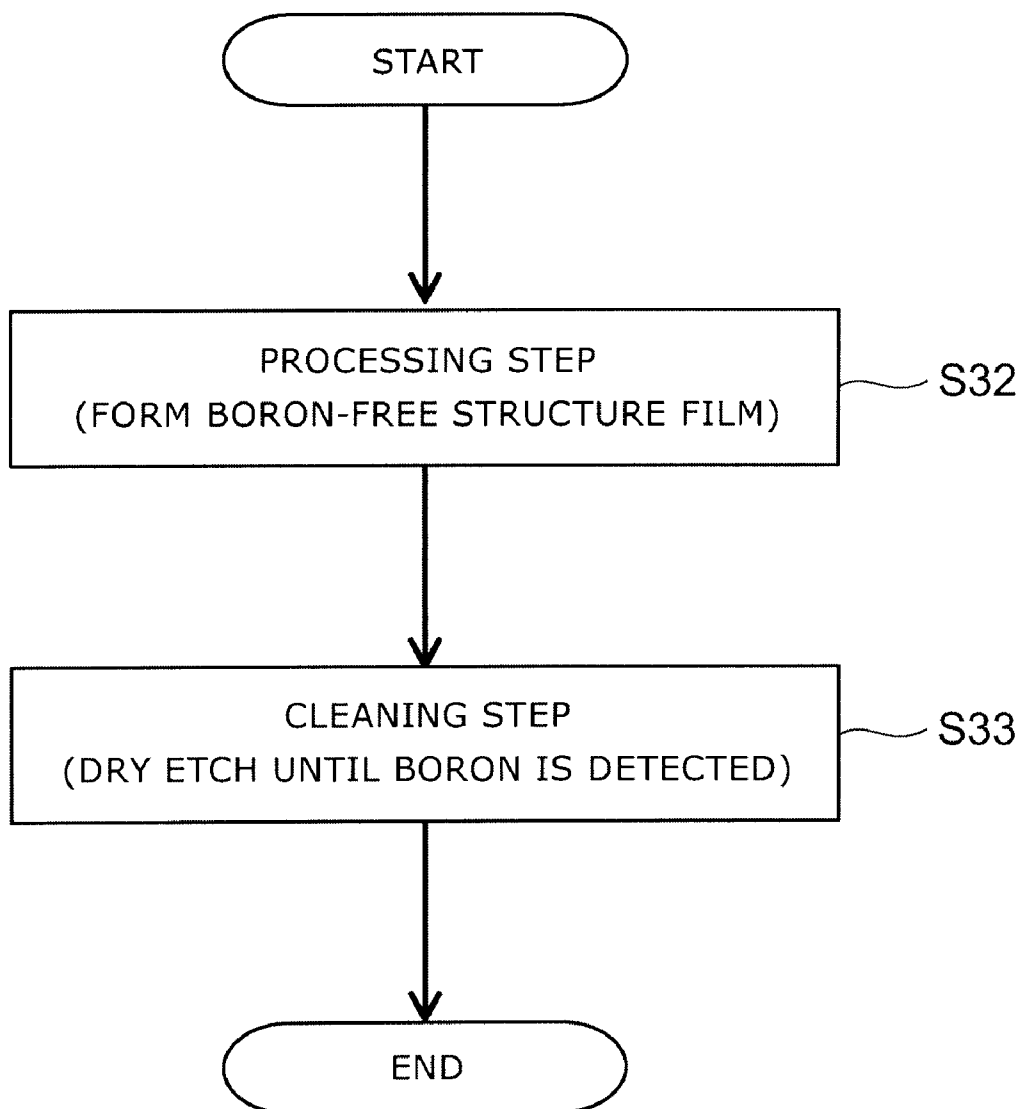 START
PROCESSING STEP
(FORM BORON-FREE STRUCTURE FILM)
S32
CLEANING STEP
(DRY ETCH UNTIL BORON IS DETECTED)
S33
END